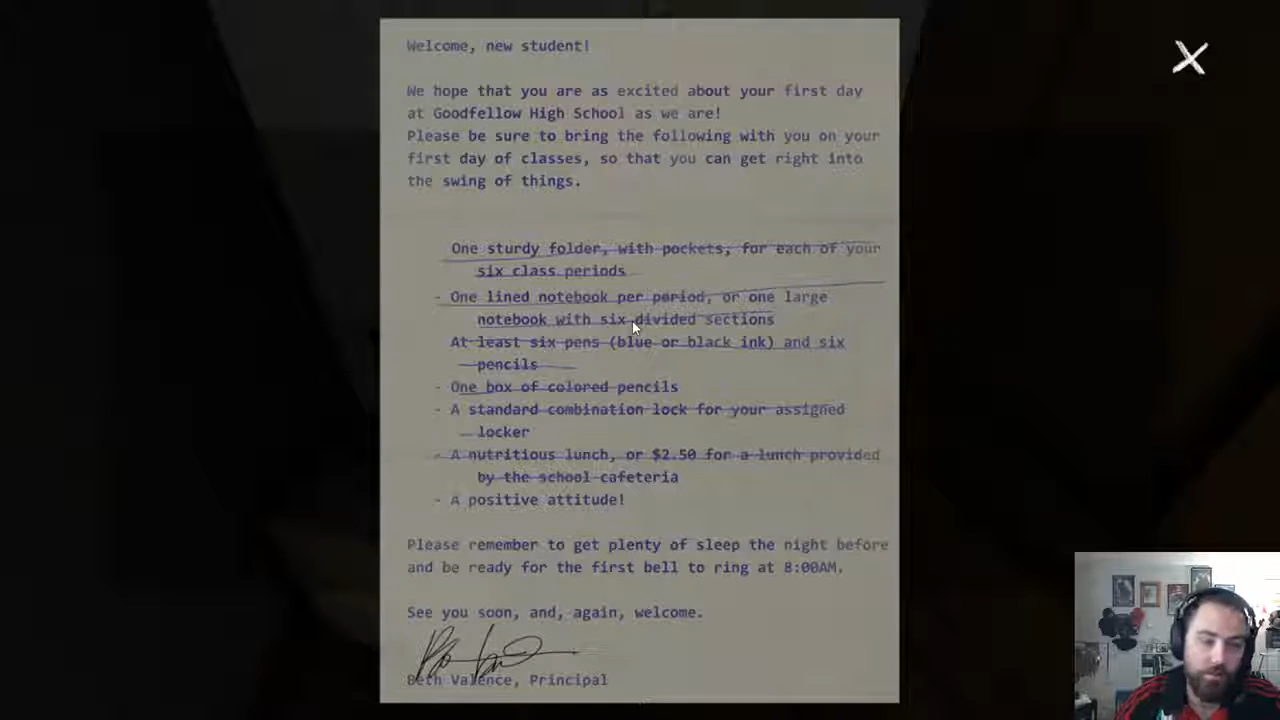 Welcome, new student!
We hope that you are as excited about your first day
at Goodfellow High School as we are!
Please be sure to bring the following with you on your
first day of classes, so that you can get right into
the swing of things.
One sturdy folder, with pockets, for each of your
six class periods
- One lined notebook per period, or one large
notebook with six divided sections
At least six pens (blue or black ink) and six
pencils
- One box of colored pencils
- A standard combination lock for your assigned
locker
- A nutritious lunch, or $2.50 for a lunch provided
by the school cafeteria
- A positive attitude!
Please remember to get plenty of sleep the night before
and be ready for the first bell to ring at 8:00AM.
See you soon, and, again, welcome.
Beth Valence, Principal